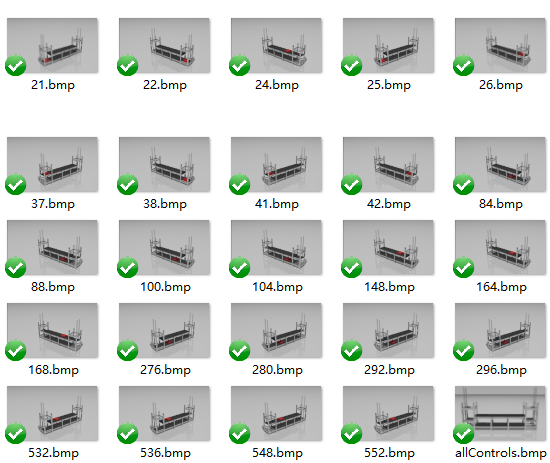 21.bmp 22.bmp 24.bmp 25.bmp 26.bmp
37.bmp 38.bmp 41.bmp 42.bmp 84.bmp
88.bmp 100.bmp 104.bmp 148.bmp 164.bmp
168.bmp 276.bmp 280.bmp 292.bmp 296.bmp
532.bmp 536.bmp 548.bmp 552.bmp allControls.bmp